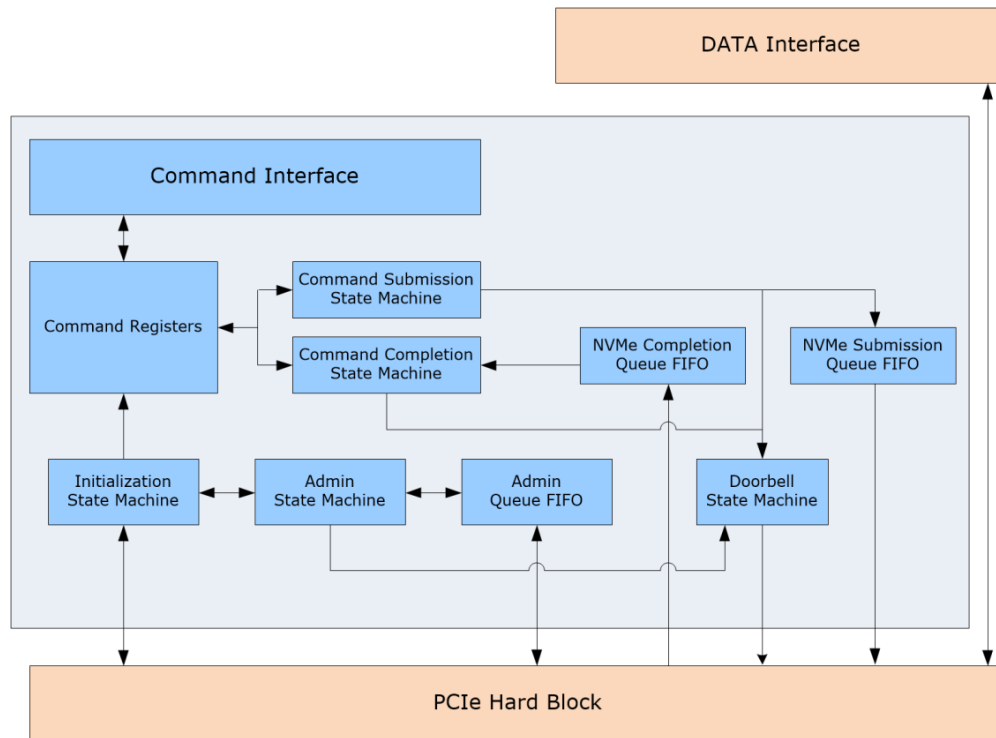 DATA Interface
Command Interface
Command Registers
Command Submission
State Machine
Command Completion
State Machine
NVMe Completion
Queue FIFO
NVMe Submission
Queue FIFO
Initialization
State Machine
Admin
State Machine
Admin
Queue FIFO
Doorbell
State Machine
PCIe Hard Block